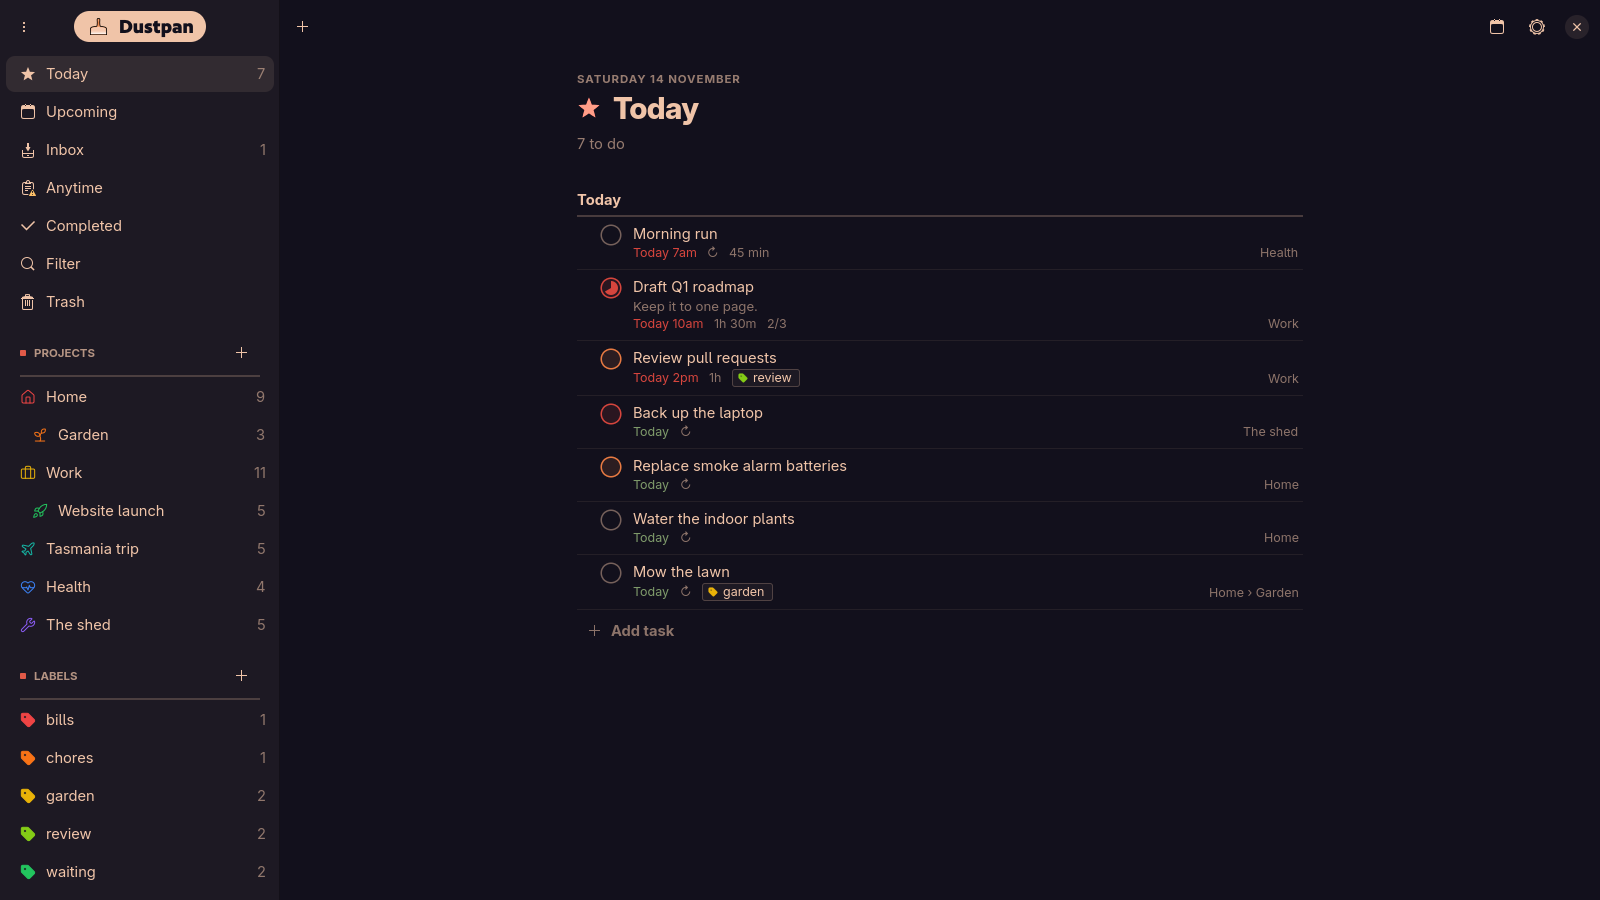 Dustpan
Today 7
Upcoming
Inbox 1
Anytime
Completed
Filter
Trash
PROJECTS
Home 9
Garden 3
Work 11
Website launch 5
Tasmania trip 5
Health 4
The shed 5
LABELS
bills 1
chores 1
garden 2
review 2
waiting 2
SATURDAY 14 NOVEMBER
Today
7 to do
Today
Morning run
Today 7am 45 min Health
Draft Q1 roadmap
Keep it to one page.
Today 10am 1h 30m 2/3 Work
Review pull requests
Today 2pm 1h review Work
Back up the laptop
Today The shed
Replace smoke alarm batteries
Today Home
Water the indoor plants
Today Home
Mow the lawn
Today garden Home › Garden
Add task